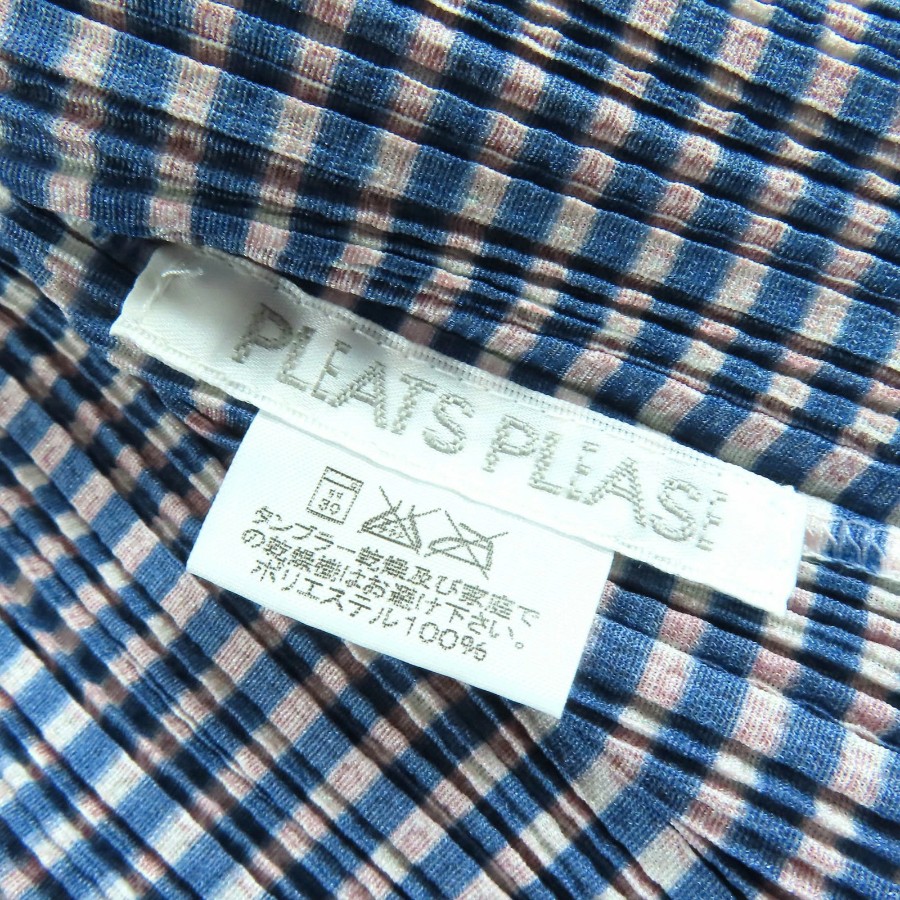 PLEATS PLEASE
30
タンブラー乾燥及び家庭で
の乾燥機はお避け下さい。
ポリエステル100%